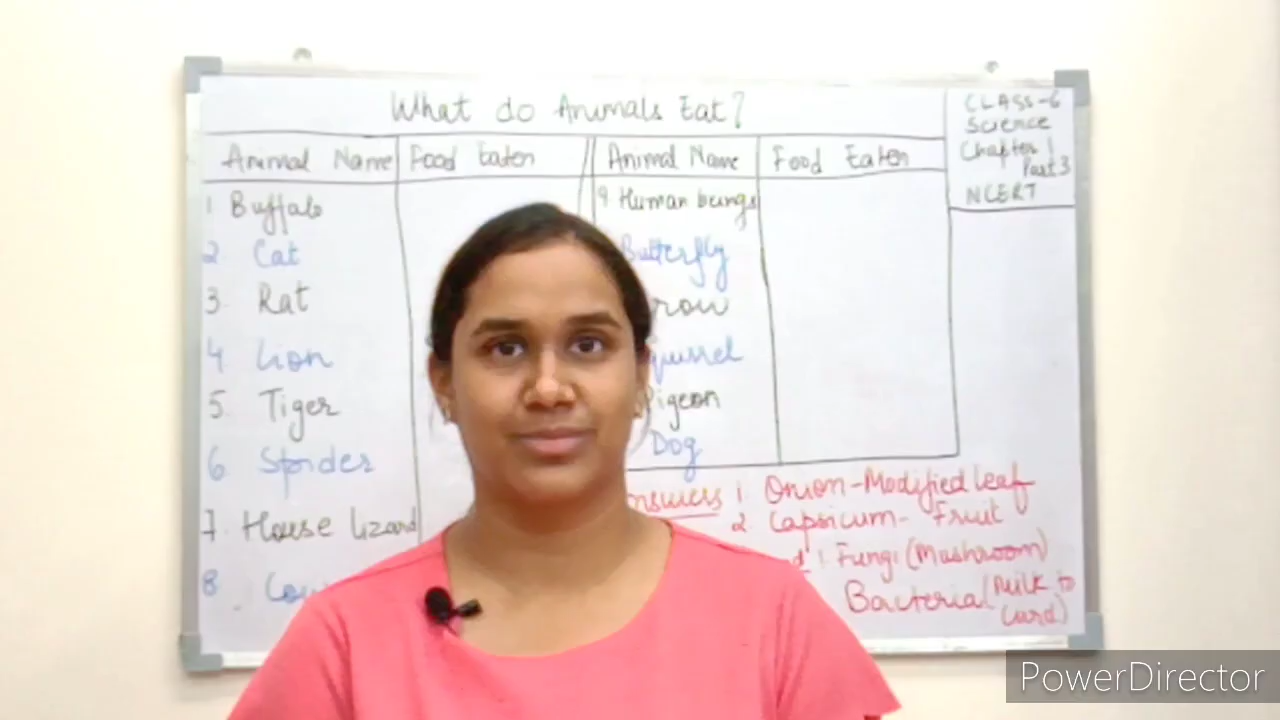 What do Animals Eat?
CLASS-6
Science
Chapter 1
Part 3
NCERT
Animal Name Food Eaten Animal Name Food Eaten
1 Buffalo 9 Human beings
2 Cat Butterfly
3. Rat
4 Lion
5. Tiger Pigeon
6 Spider Dog
7. House lizard
8
1 Onion-Modified leaf
2 Capsicum- Fruit
1 Fungi (Mushroom)
Bacteria (Milk to
Curd)
PowerDirector